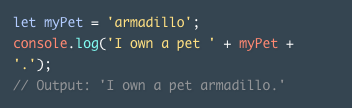 let myPet = 'armadillo';
console.log('I own a pet ' + myPet +
'.');
// Output: 'I own a pet armadillo.'